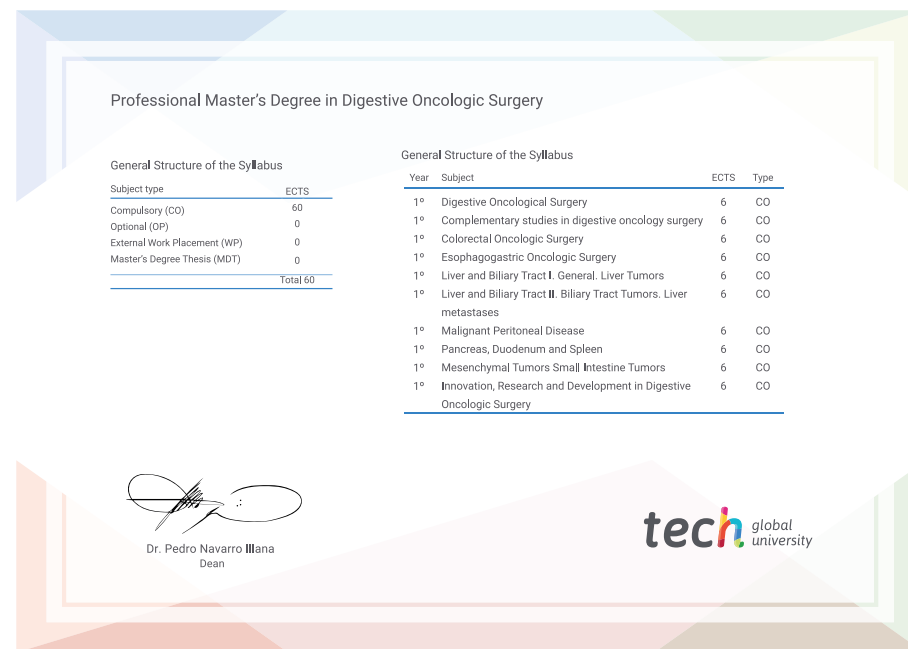 Professional Master's Degree in Digestive Oncologic Surgery
General Structure of the Syllabus
Subject type ECTS
Compulsory (CO) 60
Optional (OP) 0
External Work Placement (WP) 0
Master's Degree Thesis (MDT) 0
Total 60
General Structure of the Syllabus
Year Subject ECTS Type
1º Digestive Oncological Surgery 6 CO
1º Complementary studies in digestive oncology surgery 6 CO
1º Colorectal Oncologic Surgery 6 CO
1º Esophagogastric Oncologic Surgery 6 CO
1º Liver and Biliary Tract I. General. Liver Tumors 6 CO
1º Liver and Biliary Tract II. Biliary Tract Tumors. Liver 6 CO
metastases
1º Malignant Peritoneal Disease 6 CO
1º Pancreas, Duodenum and Spleen 6 CO
1º Mesenchymal Tumors Small Intestine Tumors 6 CO
1º Innovation, Research and Development in Digestive 6 CO
Oncologic Surgery
Dr. Pedro Navarro Illana
Dean
tech global
university